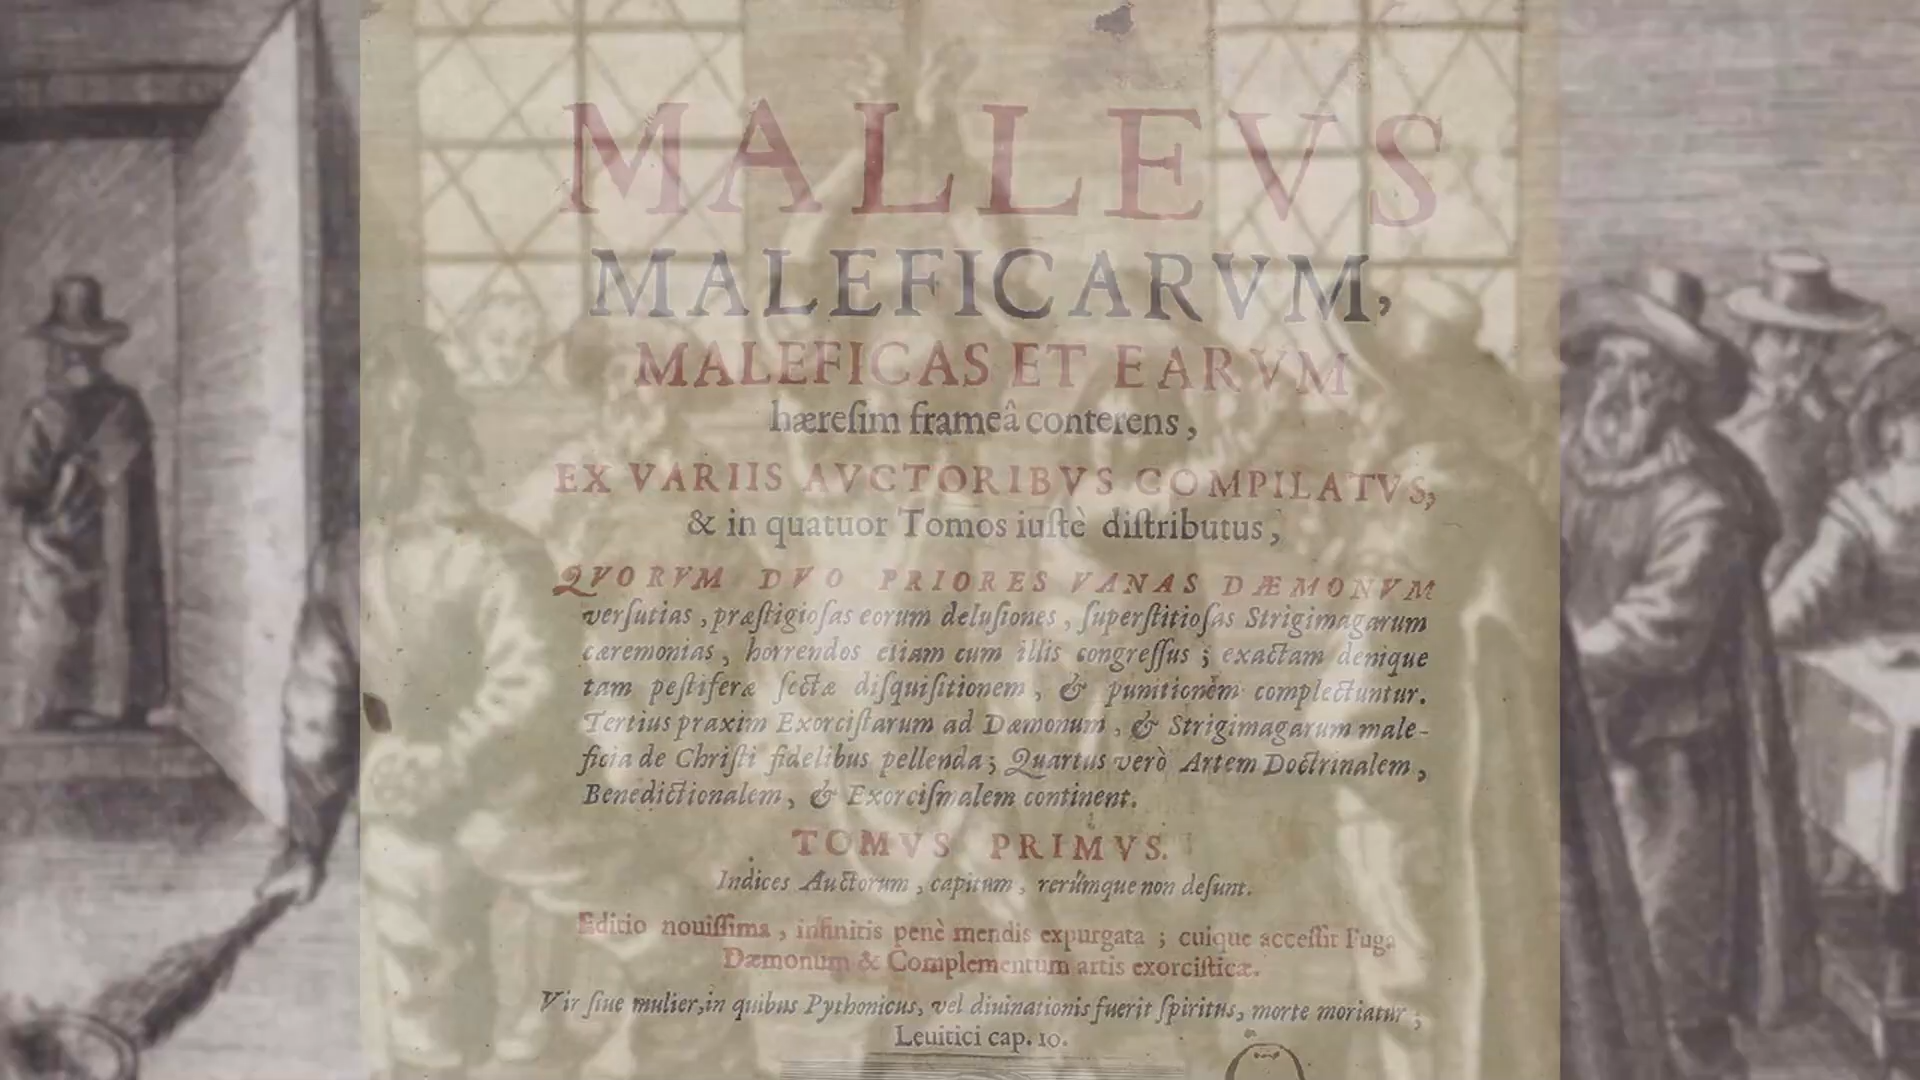 MALLEVS
MALEFICARVM,
MALEFICAS ET EARVM
hæreſim frameâ conterens,
EX VARIIS AVCTORIBVS COMPILATVS,
& in quatuor Tomos iuſtè diſtributus,
QVORVM DVO PRIORES VANAS DÆMONVM
verſutias, præſtigioſas eorum deluſiones, ſuperſtitioſas Strigimagarum
cæremonias, horrendos etiam cum illis congreſſus; exactam denique
tam peſtiferæ ſectæ diſquiſitionem, & punitionem complectuntur.
Tertius praxim Exorciſtarum ad Dæmonum, & Strigimagarum male-
ficia de Chriſti fidelibus pellenda; Quartus verò Artem Doctrinalem,
Benedictionalem, & Exorciſmalem continent.
TOMVS PRIMVS.
Indices Auctorum, capitum, rerúmque non deſunt.
Editio nouiſſima, infinitis penè mendis expurgata; cuique acceſſit Fuga
Dæmonum & Complementum artis exorciſticæ.
Vir ſiue mulier, in quibus Pythonicus, vel diuinationis fuerit ſpiritus, morte moriatur;
Leuitici cap. 10.